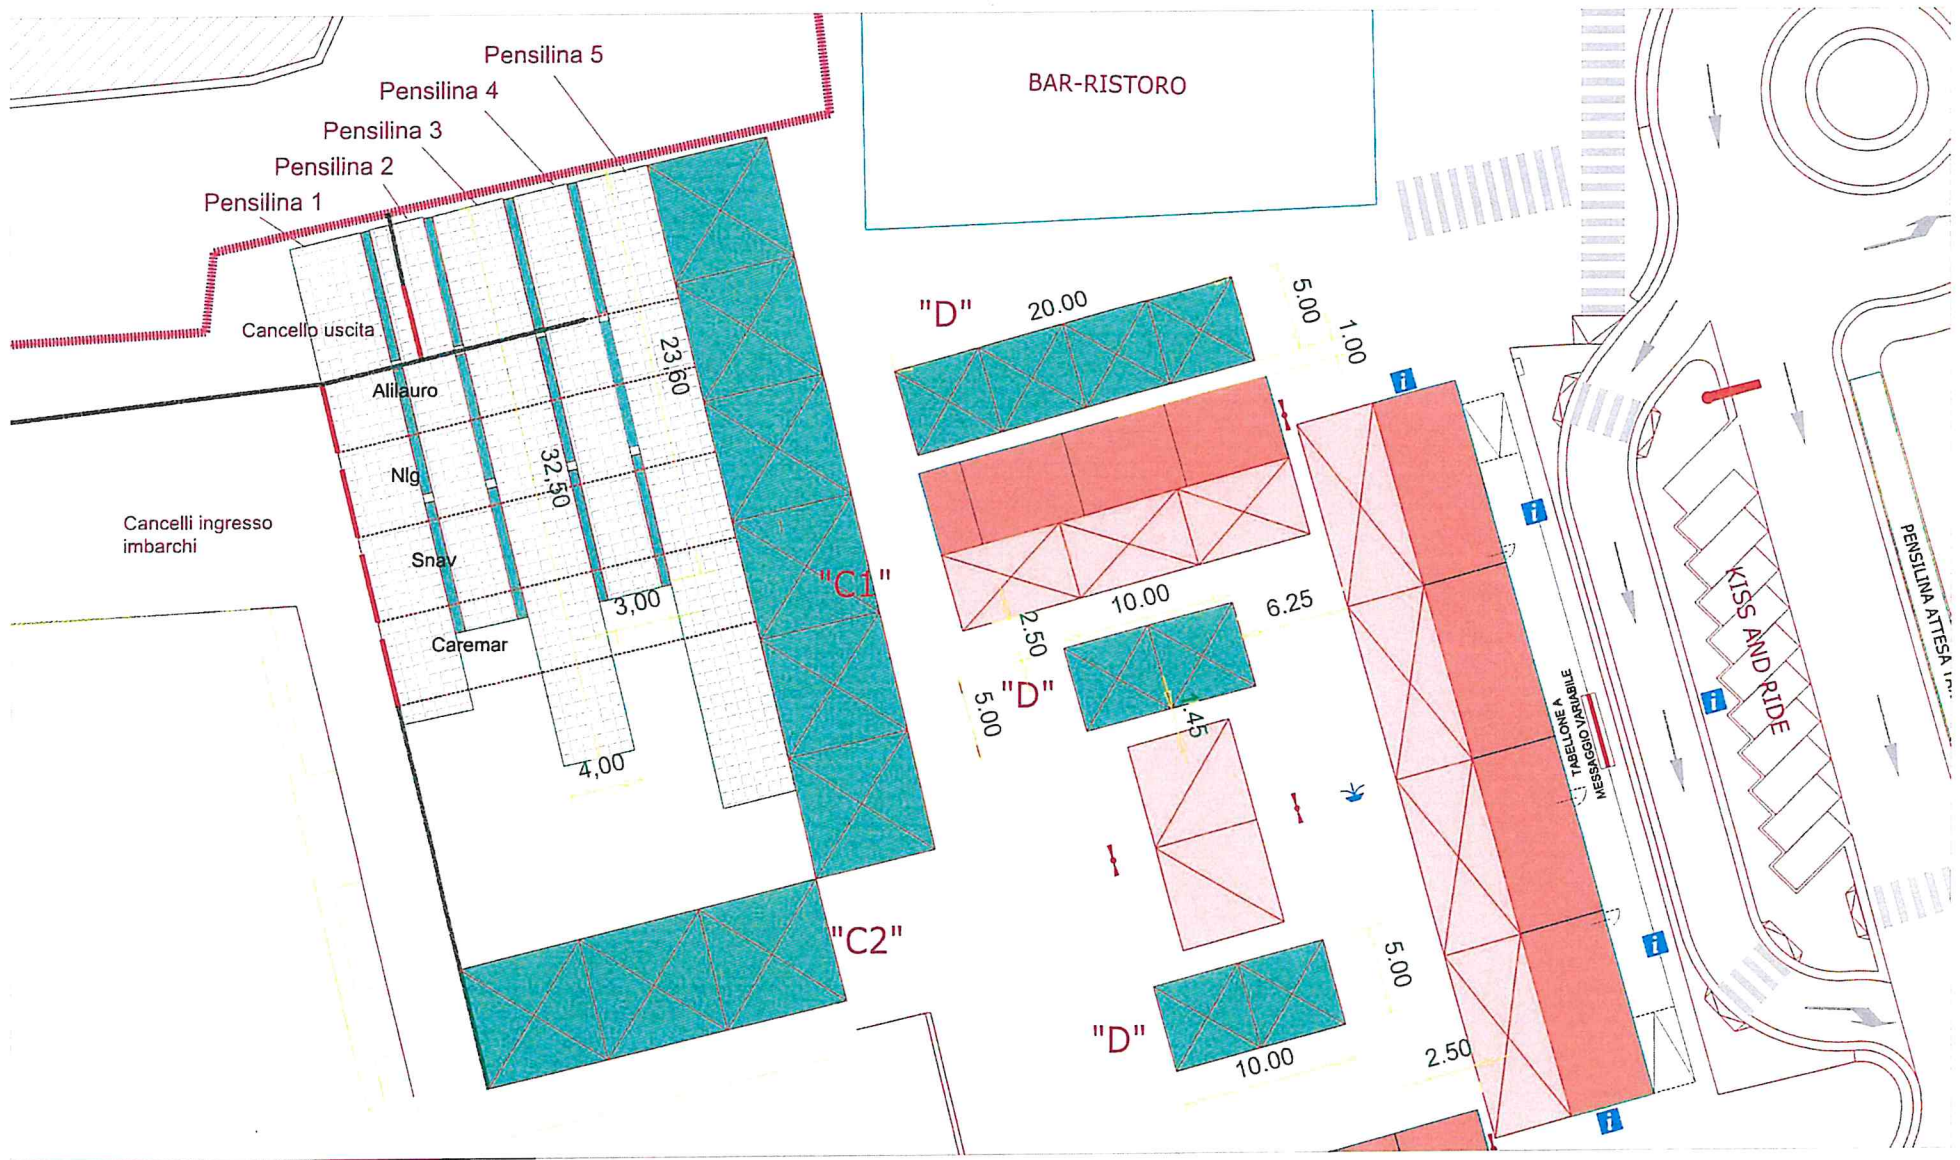 Pensilina 5
Pensilina 4
Pensilina 3
Pensilina 2
Pensilina 1
BAR-RISTORO
Cancello uscita
Alilauro
Nlg
Snav
Caremar
Cancelli ingresso
imbarchi
23,60
32,50
3,00
4,00
"C1"
"C2"
"D"
20.00
5.00
1.00
10.00
6.25
2.50
"D"
5.00
.45
"D"
10.00
5.00
2.50
i
i
i
i
i
TABELLONE A
MESSAGGIO VARIABILE
KISS AND RIDE
PENSILINA ATTESA